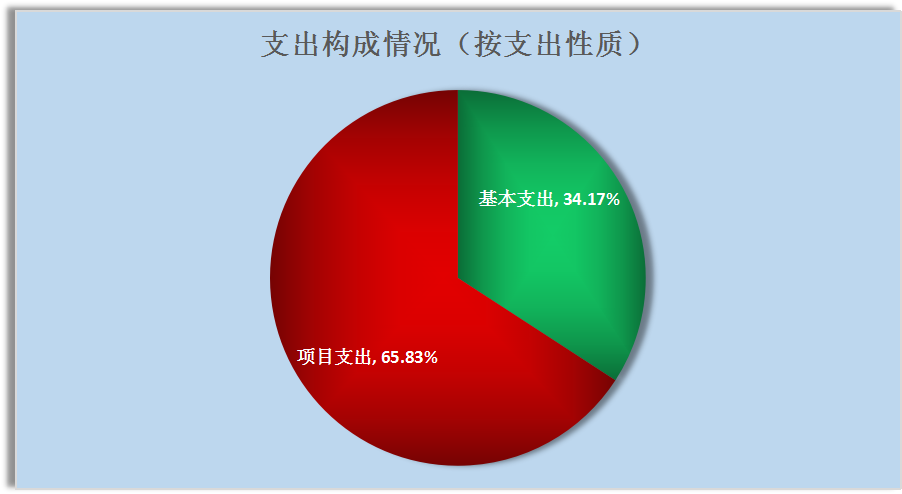 支出构成情况（按支出性质）
基本支出, 34.17%
项目支出, 65.83%